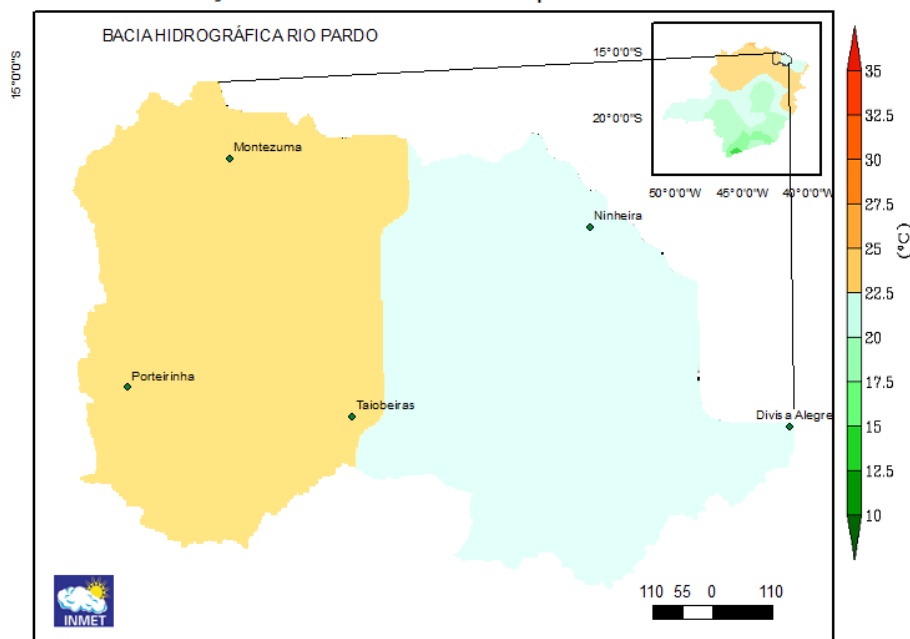 BACIA HIDROGRÁFICA RIO PARDO
15°0'0"S
15°0'0"S
20°0'0"S
50°0'0"W 45°0'0"W 40°0'0"W
Montezuma
Ninheira
Porteirinha
Taiobeiras
Divisa Alegre
35
32.5
30
27.5
25
22.5
20
17.5
15
12.5
10
(°C)
INMET
110 55 0 110